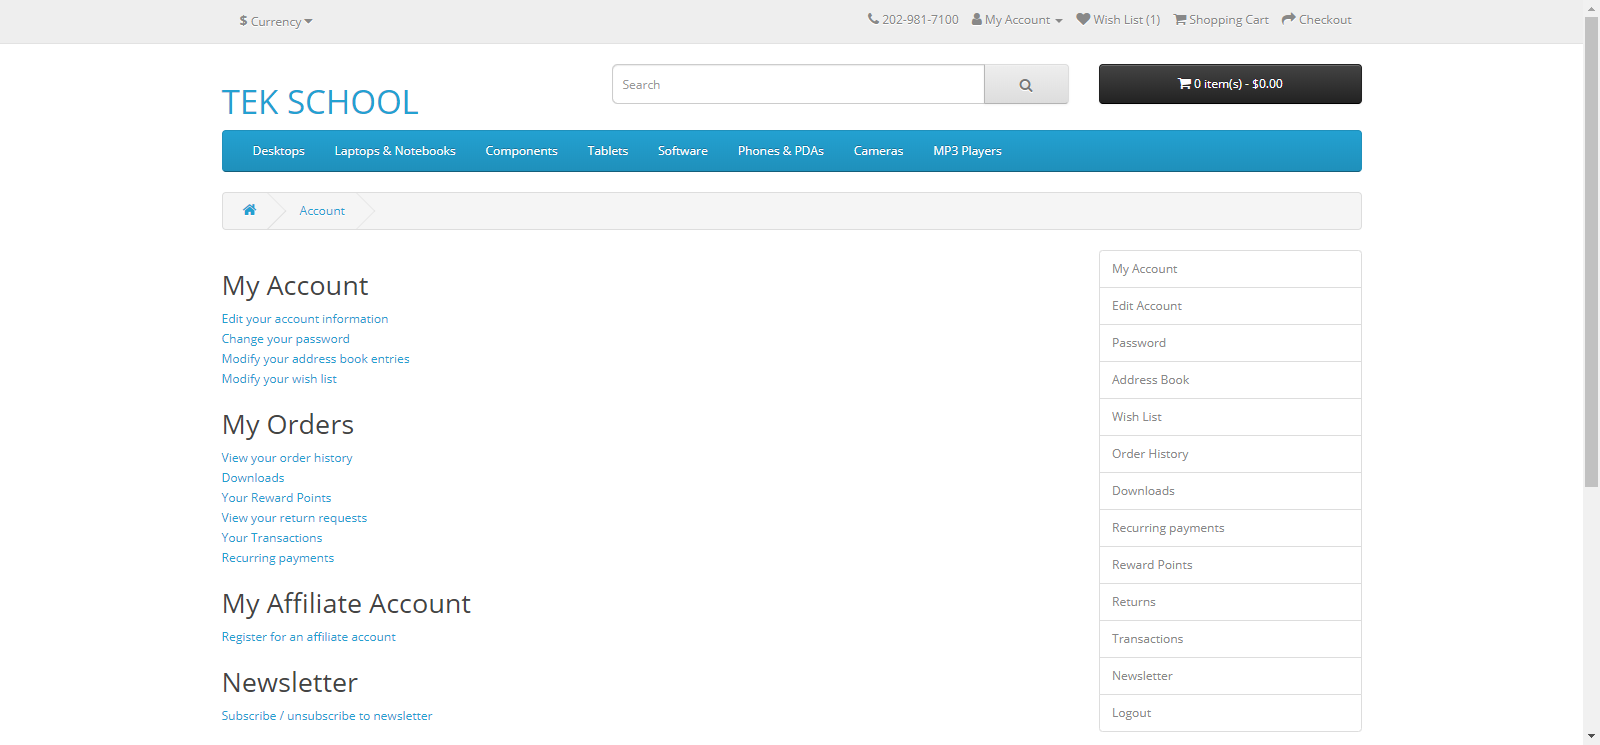 $ Currency
202-981-7100 My Account Wish List (1) Shopping Cart Checkout
TEK SCHOOL
Search
0 item(s) - $0.00
Desktops Laptops & Notebooks Components Tablets Software Phones & PDAs Cameras MP3 Players
Account
My Account
Edit your account information
Change your password
Modify your address book entries
Modify your wish list
My Orders
View your order history
Downloads
Your Reward Points
View your return requests
Your Transactions
Recurring payments
My Affiliate Account
Register for an affiliate account
Newsletter
Subscribe / unsubscribe to newsletter
My Account
Edit Account
Password
Address Book
Wish List
Order History
Downloads
Recurring payments
Reward Points
Returns
Transactions
Newsletter
Logout